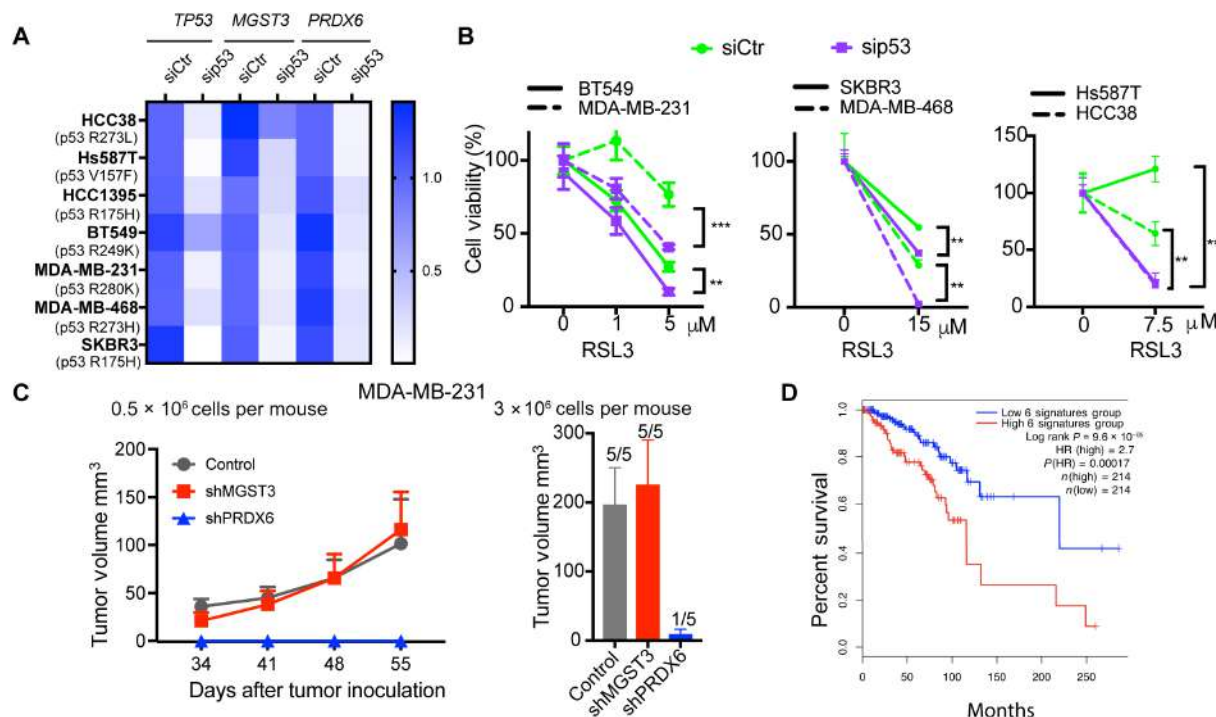 A
TP53 MGST3 PRDX6
siCtr sip53 siCtr sip53 siCtr sip53
HCC38
(p53 R273L)
Hs587T
(p53 V157F)
HCC1395
(p53 R175H)
BT549
(p53 R249K)
MDA-MB-231
(p53 R280K)
MDA-MB-468
(p53 R273H)
SKBR3
(p53 R175H)
1.0
0.5
B
siCtr sip53
BT549
MDA-MB-231
Cell viability (%)
100
50
0
***
**
0 1 5 μM
RSL3
SKBR3
MDA-MB-468
100
50
0
**
**
0 15 μM
RSL3
Hs587T
HCC38
150
100
50
0
**
**
0 7.5 μM
RSL3
C
MDA-MB-231
0.5 × 10⁶ cells per mouse
Control
shMGST3
shPRDX6
Tumor volume mm³
200
150
100
50
0
34 41 48 55
Days after tumor inoculation
3 × 10⁶ cells per mouse
Tumor volume mm³
300
200
100
0
5/5 5/5 1/5
Control shMGST3 shPRDX6
D
Low 6 signatures group
High 6 signatures group
Log rank P = 9.6 × 10
HR (high) = 2.7
P(HR) = 0.00017
n(high) = 214
n(low) = 214
Percent survival
1.0
0.8
0.6
0.4
0.2
0.0
0 50 100 150 200 250
Months